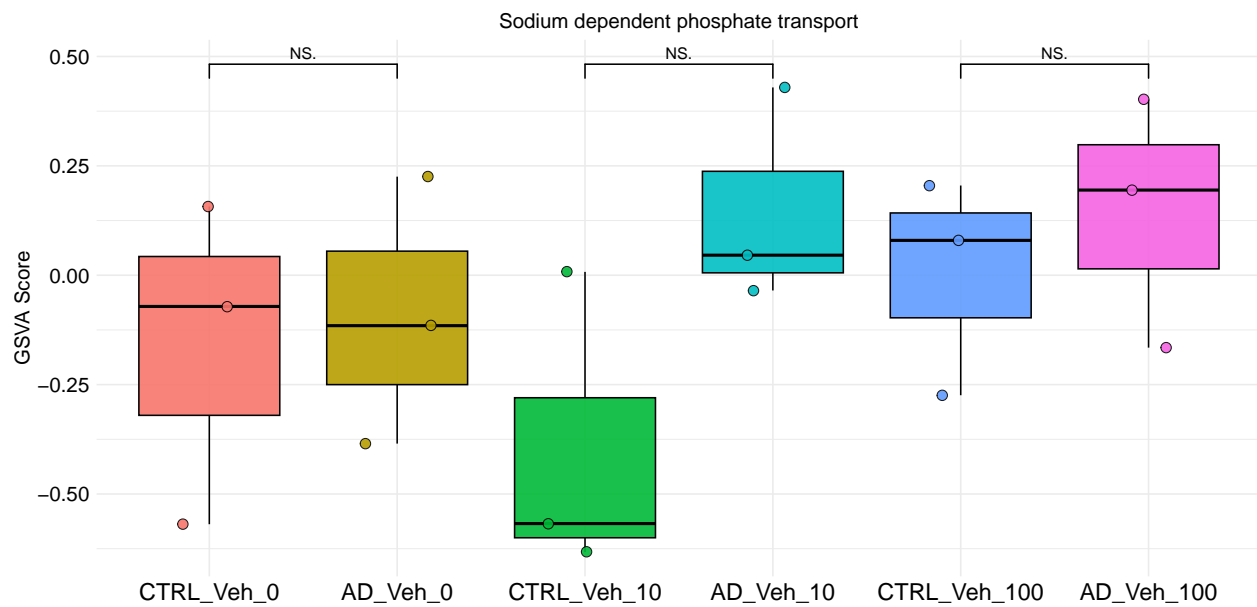 Sodium dependent phosphate transport
NS. NS. NS.
0.50
0.25
0.00
−0.25
−0.50
GSVA Score
CTRL_Veh_0 AD_Veh_0 CTRL_Veh_10 AD_Veh_10 CTRL_Veh_100 AD_Veh_100